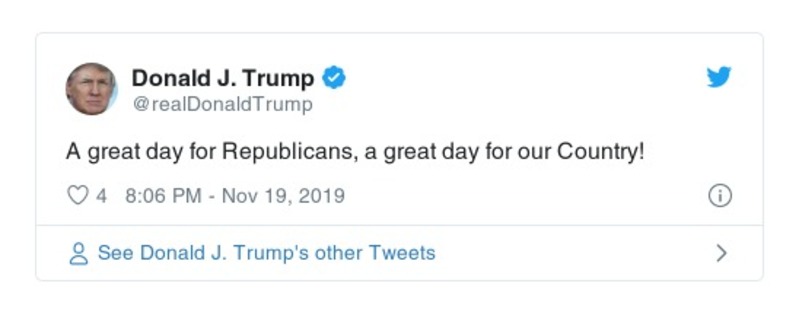 Donald J. Trump
@realDonaldTrump
A great day for Republicans, a great day for our Country!
4 8:06 PM - Nov 19, 2019
See Donald J. Trump's other Tweets